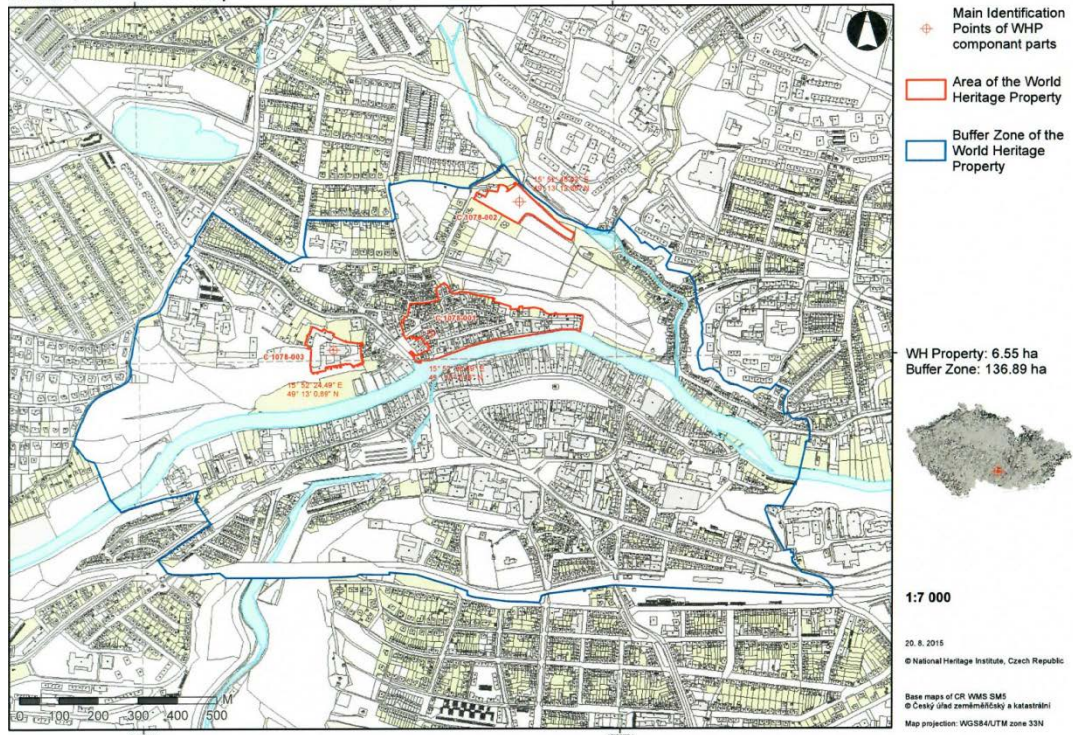 Main Identification
Points of WHP
componant parts
Area of the World
Heritage Property
Buffer Zone of the
World Heritage
Property
C 1078-002
C 1078-001
C 1078-003
15° 52' 24,49" E
49° 13' 0,89" N
WH Property: 6.55 ha
Buffer Zone: 136.89 ha
1:7 000
20. 8. 2015
© National Heritage Institute, Czech Republic
Base maps of CR WMS SM5
© Český úřad zeměměřičský a katastrální
Map projection: WGS84/UTM zone 33N
M
0 100 200 300 400 500